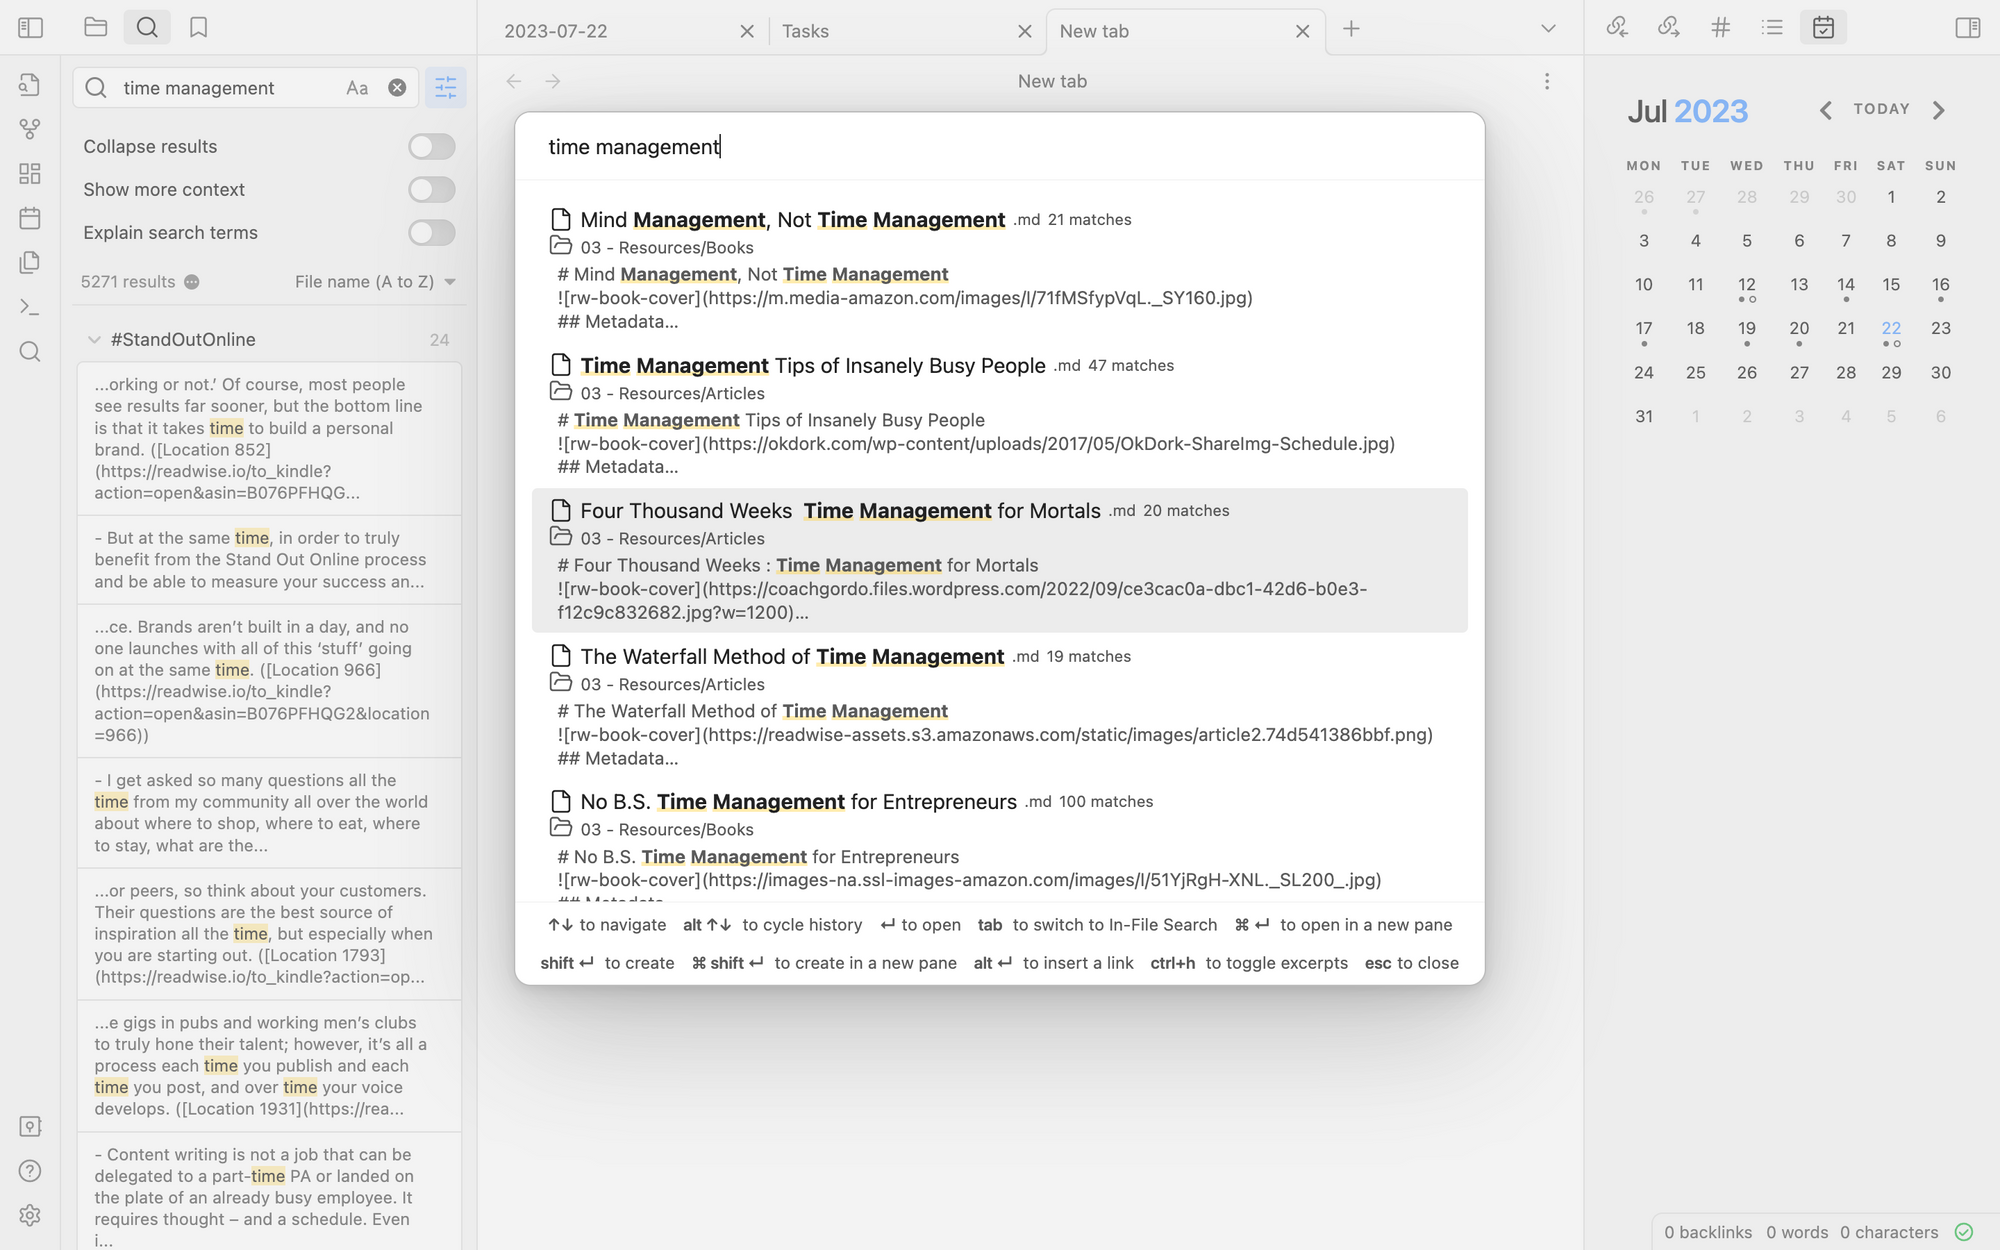 2023-07-22
Tasks
New tab
time management
Aa
Collapse results
Show more context
Explain search terms
5271 results
File name (A to Z)
#StandOutOnline
24
...orking or not.’ Of course, most people
see results far sooner, but the bottom line
is that it takes time to build a personal
brand. ([Location 852]
(https://readwise.io/to_kindle?
action=open&asin=B076PFHQG...
- But at the same time, in order to truly
benefit from the Stand Out Online process
and be able to measure your success an...
...ce. Brands aren’t built in a day, and no
one launches with all of this ‘stuff’ going
on at the same time. ([Location 966]
(https://readwise.io/to_kindle?
action=open&asin=B076PFHQG2&location
=966))
- I get asked so many questions all the
time from my community all over the world
about where to shop, where to eat, where
to stay, what are the...
...or peers, so think about your customers.
Their questions are the best source of
inspiration all the time, but especially when
you are starting out. ([Location 1793]
(https://readwise.io/to_kindle?action=op...
...e gigs in pubs and working men’s clubs
to truly hone their talent; however, it’s all a
process each time you publish and each
time you post, and over time your voice
develops. ([Location 1931](https://rea...
- Content writing is not a job that can be
delegated to a part-time PA or landed on
the plate of an already busy employee. It
requires thought – and a schedule. Even
i...
New tab
time management
Mind Management, Not Time Management .md 21 matches
03 - Resources/Books
# Mind Management, Not Time Management
![rw-book-cover](https://m.media-amazon.com/images/I/71fMSfypVqL._SY160.jpg)
## Metadata...
Time Management Tips of Insanely Busy People .md 47 matches
03 - Resources/Articles
# Time Management Tips of Insanely Busy People
![rw-book-cover](https://okdork.com/wp-content/uploads/2017/05/OkDork-ShareImg-Schedule.jpg)
## Metadata...
Four Thousand Weeks Time Management for Mortals .md 20 matches
03 - Resources/Articles
# Four Thousand Weeks : Time Management for Mortals
![rw-book-cover](https://coachgordo.files.wordpress.com/2022/09/ce3cac0a-dbc1-42d6-b0e3-
f12c9c832682.jpg?w=1200)...
The Waterfall Method of Time Management .md 19 matches
03 - Resources/Articles
# The Waterfall Method of Time Management
![rw-book-cover](https://readwise-assets.s3.amazonaws.com/static/images/article2.74d541386bbf.png)
## Metadata...
No B.S. Time Management for Entrepreneurs .md 100 matches
03 - Resources/Books
# No B.S. Time Management for Entrepreneurs
![rw-book-cover](https://images-na.ssl-images-amazon.com/images/I/51YjRgH-XNL._SL200_.jpg)
↑↓ to navigate alt ↑↓ to cycle history ↵ to open tab to switch to In-File Search ⌘ ↵ to open in a new pane
shift ↵ to create ⌘ shift ↵ to create in a new pane alt ↵ to insert a link ctrl+h to toggle excerpts esc to close
Jul 2023
TODAY
MON TUE WED THU FRI SAT SUN
26 27 28 29 30 1 2
3 4 5 6 7 8 9
10 11 12 13 14 15 16
17 18 19 20 21 22 23
24 25 26 27 28 29 30
31 1 2 3 4 5 6
0 backlinks 0 words 0 characters